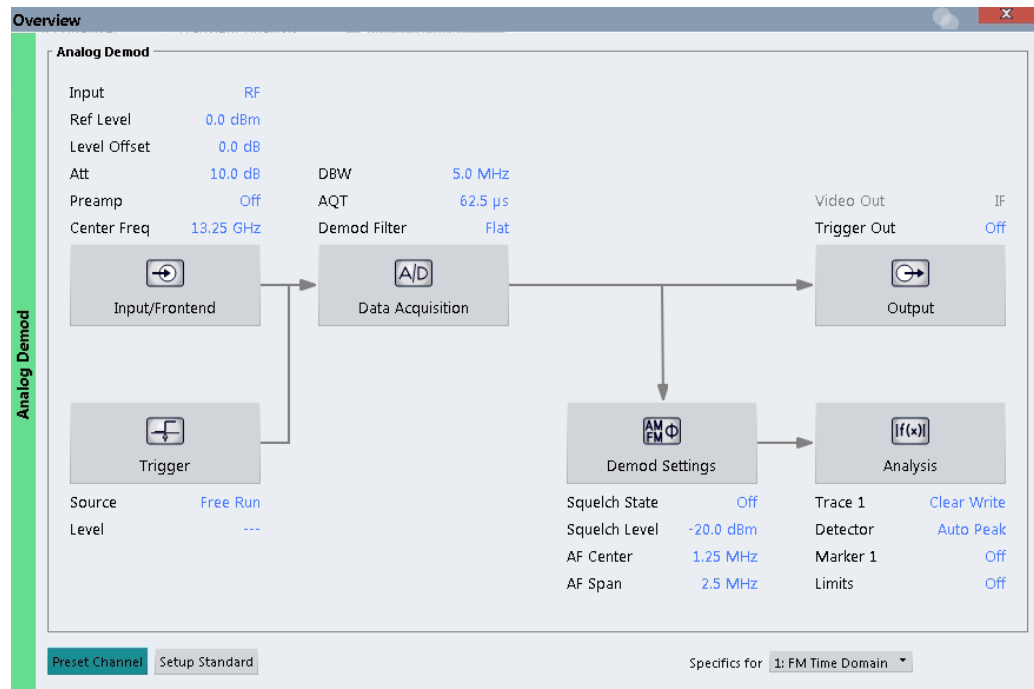 Overview
Analog Demod
Analog Demod
Input RF
Ref Level 0.0 dBm
Level Offset 0.0 dB
Att 10.0 dB
Preamp Off
Center Freq 13.25 GHz
DBW 5.0 MHz
AQT 62.5 µs
Demod Filter Flat
Video Out IF
Trigger Out Off
Input/Frontend
A/D
Data Acquisition
Output
Trigger
AM FM Φ
Demod Settings
|f(x)|
Analysis
Source Free Run
Level ---
Squelch State Off
Squelch Level -20.0 dBm
AF Center 1.25 MHz
AF Span 2.5 MHz
Trace 1 Clear Write
Detector Auto Peak
Marker 1 Off
Limits Off
Preset Channel
Setup Standard
Specifics for 1: FM Time Domain